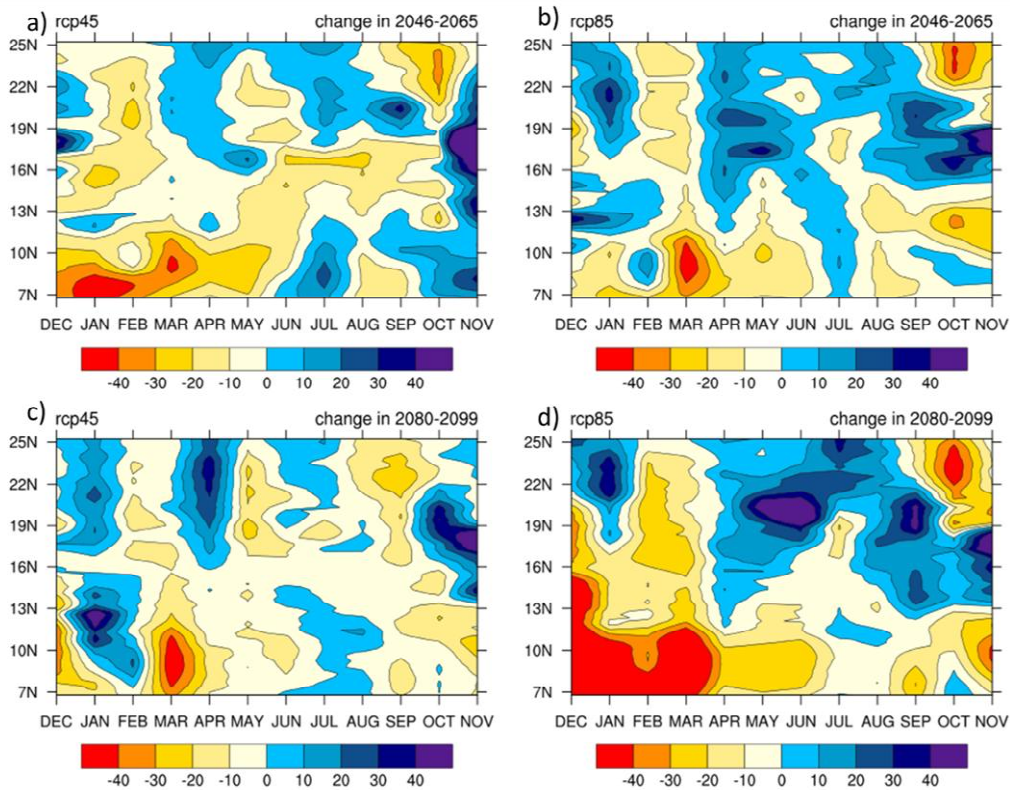 a) rcp45 change in 2046-2065
25N
22N
19N
16N
13N
10N
7N
DEC JAN FEB MAR APR MAY JUN JUL AUG SEP OCT NOV
-40 -30 -20 -10 0 10 20 30 40
b) rcp85 change in 2046-2065
25N
22N
19N
16N
13N
10N
7N
DEC JAN FEB MAR APR MAY JUN JUL AUG SEP OCT NOV
-40 -30 -20 -10 0 10 20 30 40
c) rcp45 change in 2080-2099
25N
22N
19N
16N
13N
10N
7N
DEC JAN FEB MAR APR MAY JUN JUL AUG SEP OCT NOV
-40 -30 -20 -10 0 10 20 30 40
d) rcp85 change in 2080-2099
25N
22N
19N
16N
13N
10N
7N
DEC JAN FEB MAR APR MAY JUN JUL AUG SEP OCT NOV
-40 -30 -20 -10 0 10 20 30 40